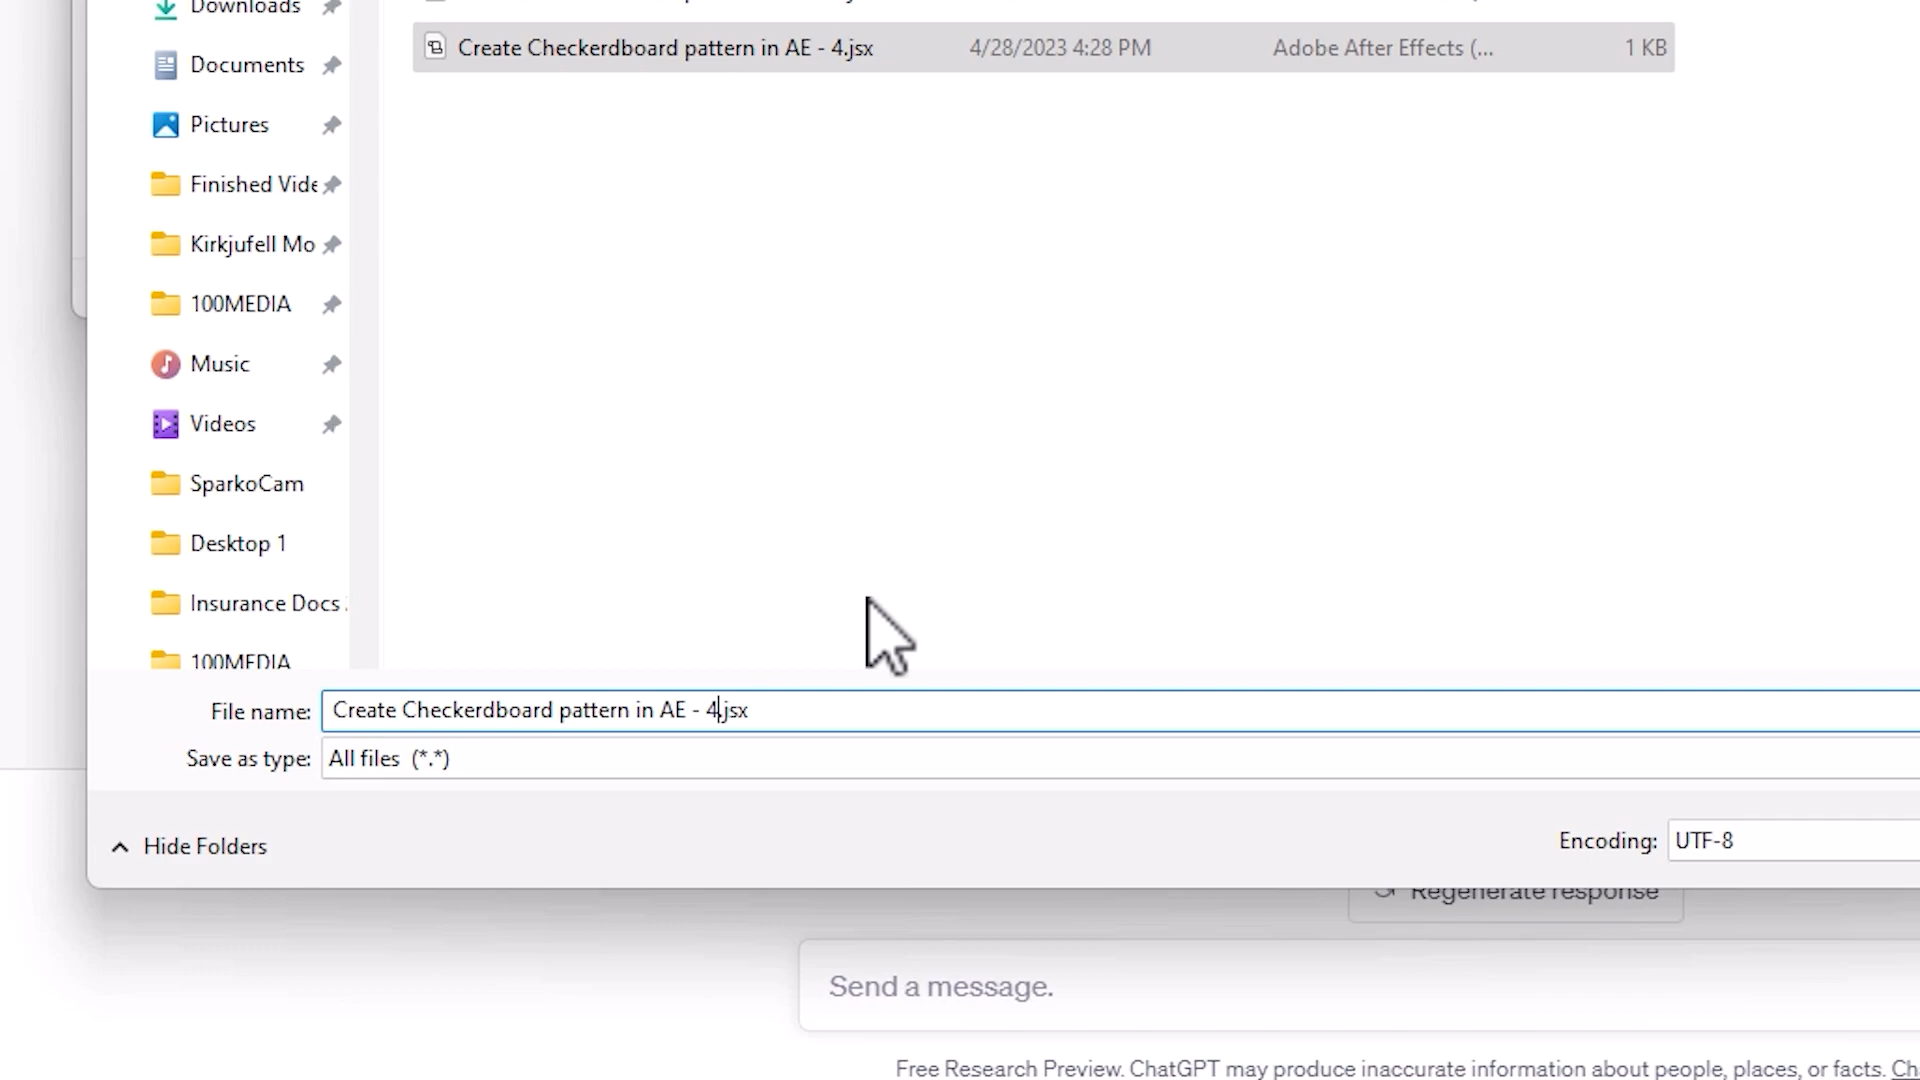 Downloads
Create Checkerdboard pattern in AE - 4.jsx 4/28/2023 4:28 PM Adobe After Effects (... 1 KB
Documents
Pictures
Finished Vide
Kirkjufell Mo
100MEDIA
Music
Videos
SparkoCam
Desktop 1
Insurance Docs
100MEDIA
File name: Create Checkerdboard pattern in AE - 4.jsx
Save as type: All files (*.*)
Hide Folders
Encoding: UTF-8
Regenerate response
Send a message.
Free Research Preview. ChatGPT may produce inaccurate information about people, places, or facts. Ch